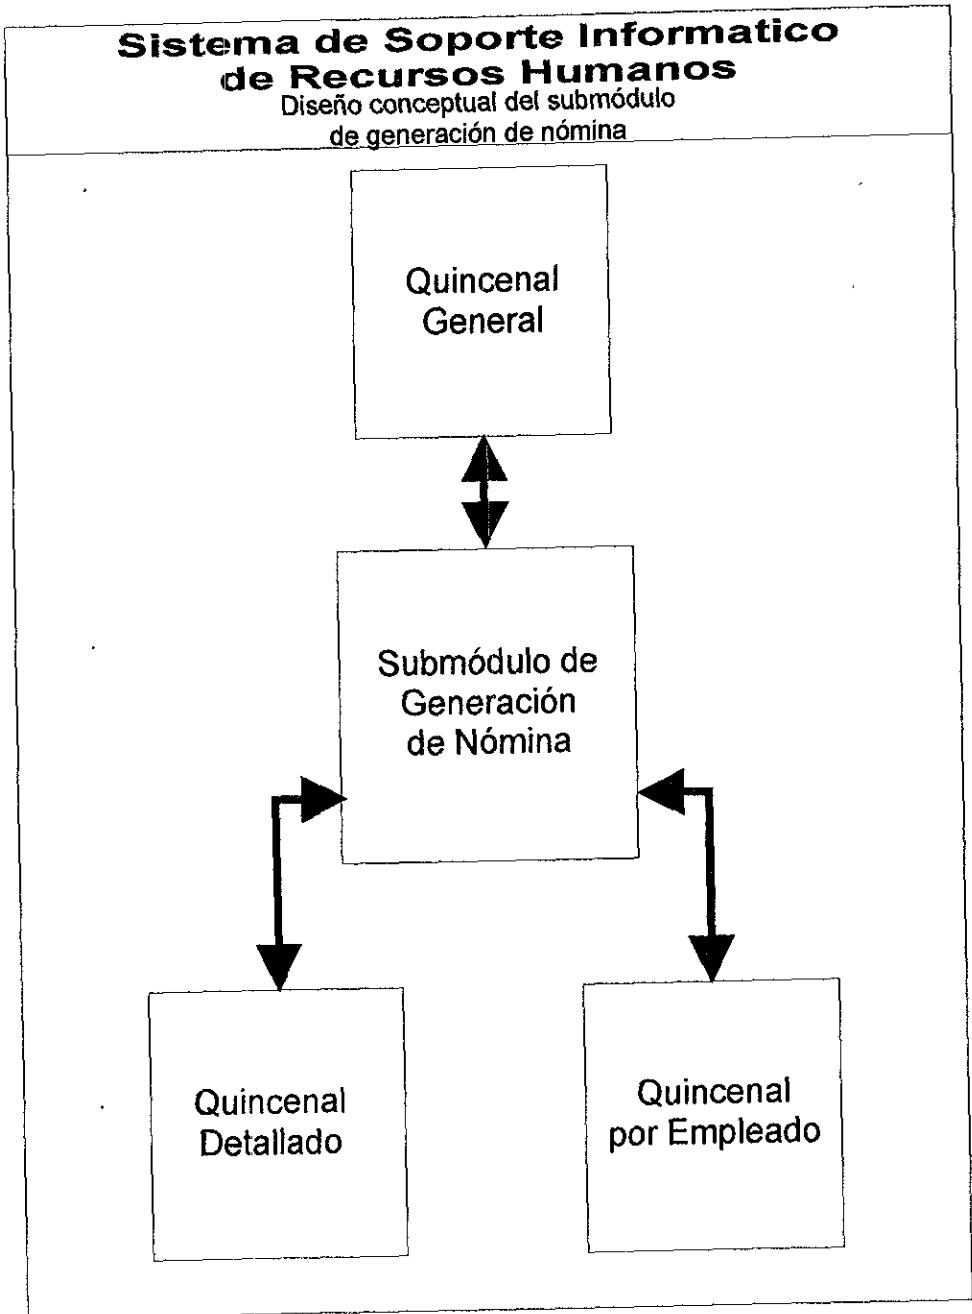 Sistema de Soporte Informatico
de Recursos Humanos
Diseño conceptual del submódulo
de generación de nómina
Quincenal
General
Submódulo de
Generación
de Nómina
Quincenal
Detallado
Quincenal
por Empleado